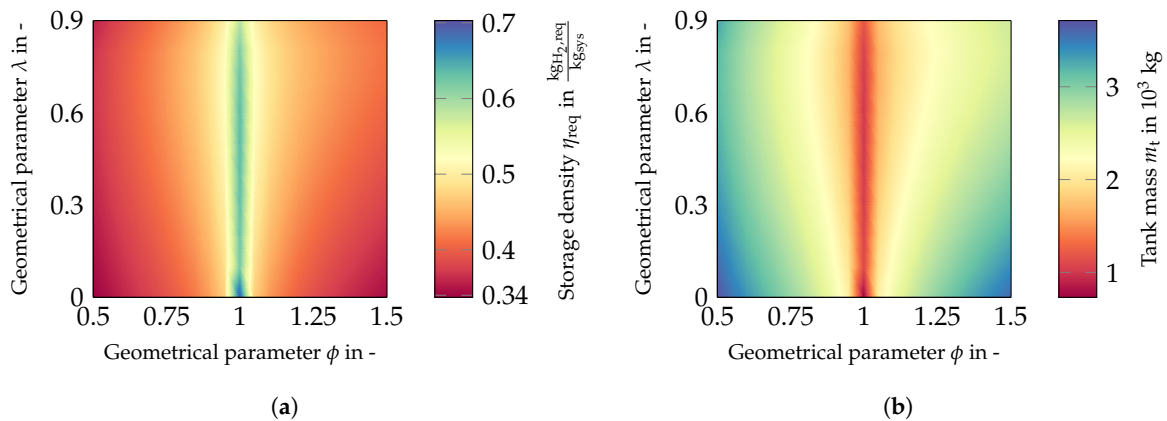 Geometrical parameter λ in -
0.9
0.6
0.3
0
0.5 0.75 1 1.25 1.5
Geometrical parameter ϕ in -
0.7
0.6
0.5
0.4
0.34
Storage density ηreq in kgH2,req/kgsys
(a)
Geometrical parameter λ in -
0.9
0.6
0.3
0
0.5 0.75 1 1.25 1.5
Geometrical parameter ϕ in -
3
2
1
Tank mass mt in 10³ kg
(b)